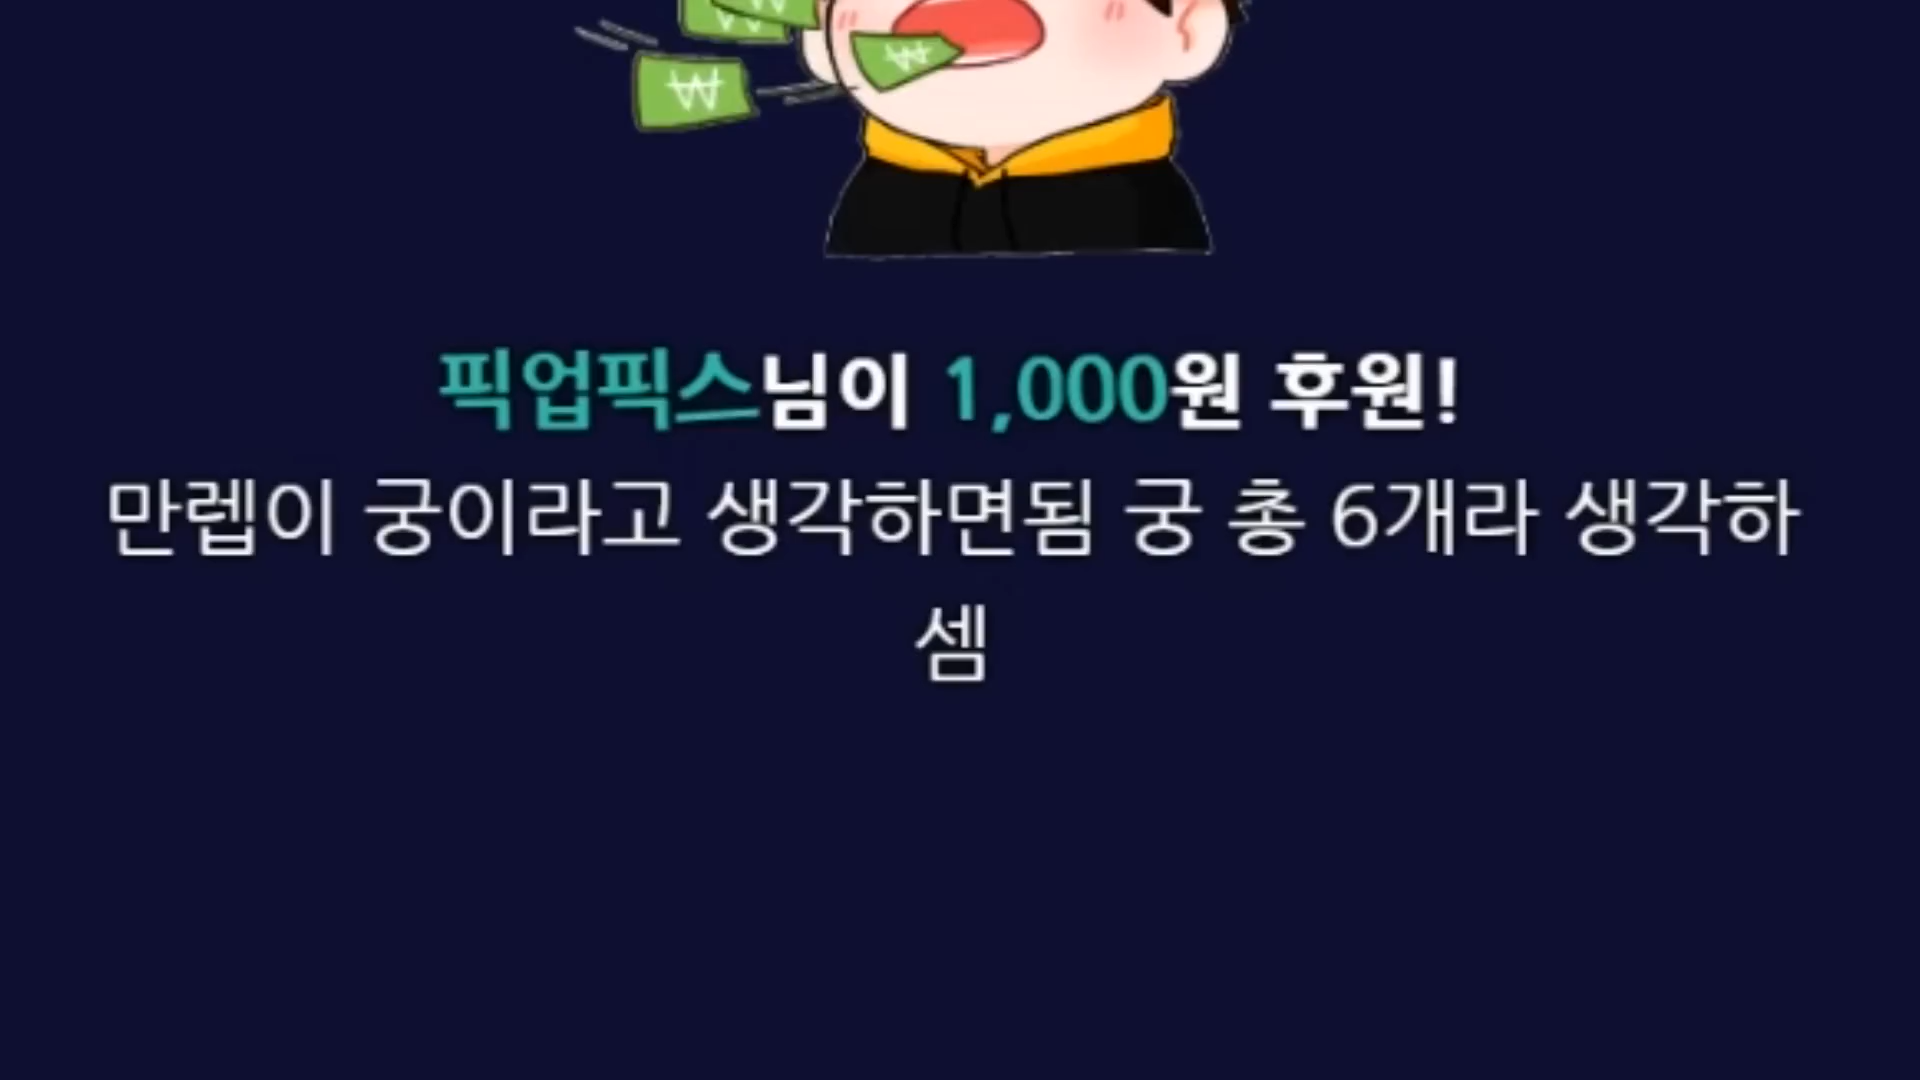 픽업픽스님이 1,000원 후원!
만렙이 궁이라고 생각하면됨 궁 총 6개라 생각하
셈